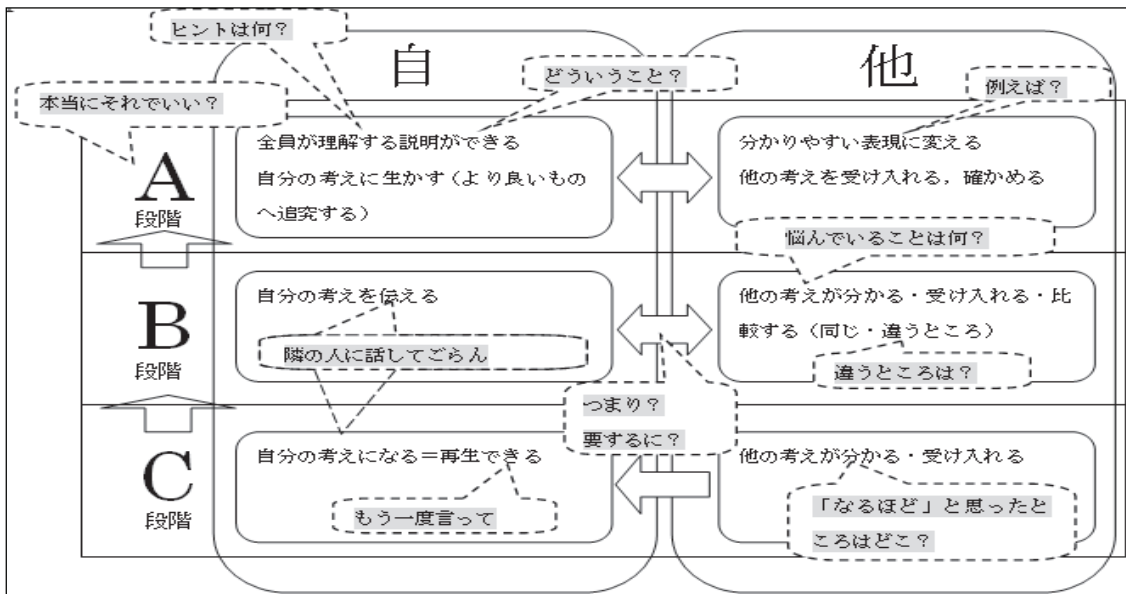 ヒントは何?
自
他
どういうこと?
例えば?
本当にそれでいい?
A
段階
全員が理解する説明ができる
自分の考えに生かす(より良いもの
へ追究する)
分かりやすい表現に変える
他の考えを受け入れる,確かめる
悩んでいることは何?
B
段階
自分の考えを伝える
隣の人に話してごらん
他の考えが分かる・受け入れる・比
較する(同じ・違うところ)
違うところは?
つまり?
要するに?
C
段階
自分の考えになる=再生できる
もう一度言って
他の考えが分かる・受け入れる
「なるほど」と思ったと
ころはどこ?